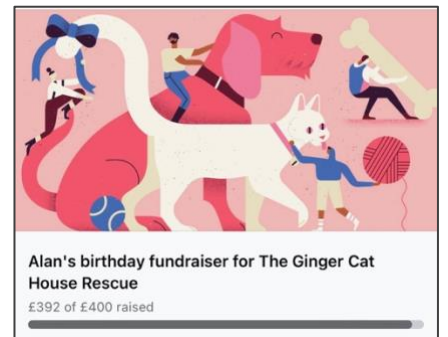 Alan's birthday fundraiser for The Ginger Cat
House Rescue
£392 of £400 raised